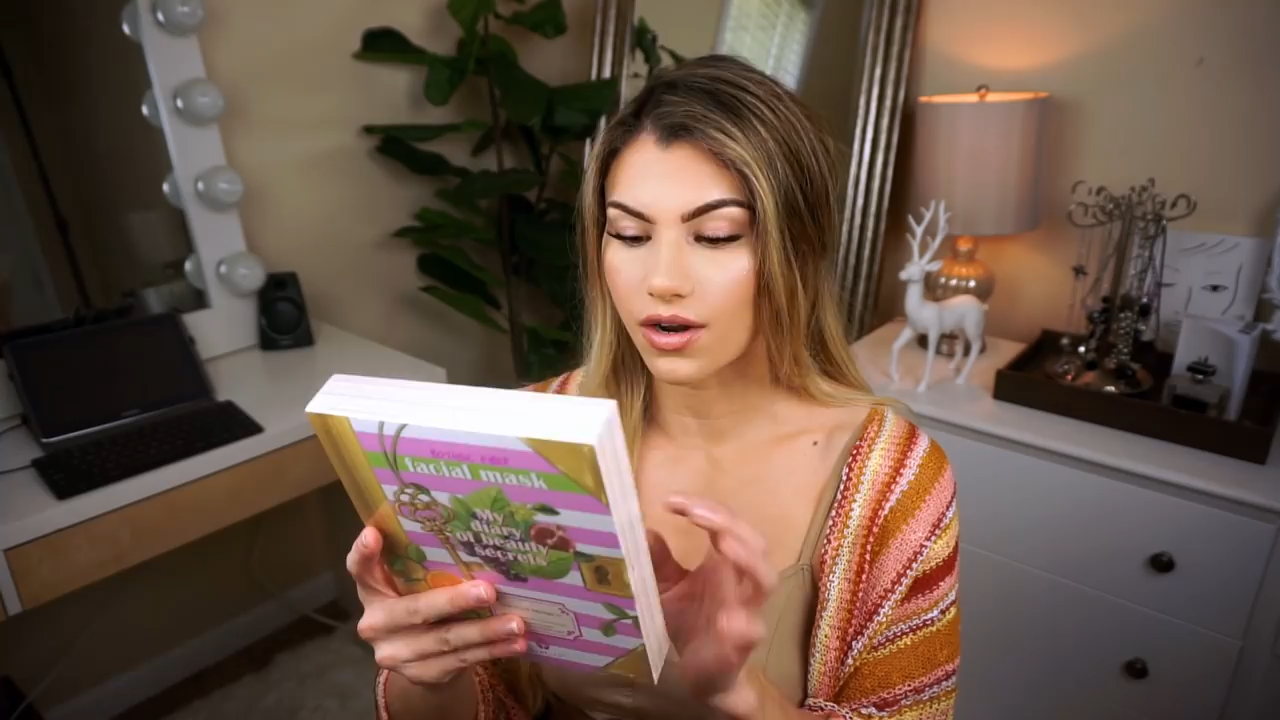 facial mask
My
diary
of beauty
secrets